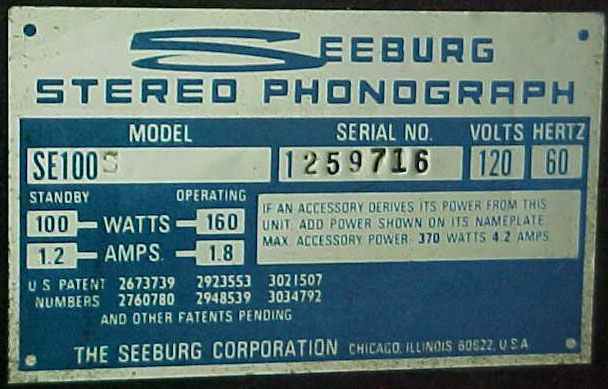 SEEBURG
STEREO PHONOGRAPH
MODEL SERIAL NO. VOLTS HERTZ
SE100S 1259716 120 60
STANDBY OPERATING
100 WATTS 160
1.2 AMPS. 1.8
IF AN ACCESSORY DERIVES ITS POWER FROM THIS
UNIT, ADD POWER SHOWN ON ITS NAMEPLATE
MAX. ACCESSORY POWER: 370 WATTS 4.2 AMPS.
U S PATENT 2673739 2923553 3021507
NUMBERS 2760780 2948539 3034792
AND OTHER PATENTS PENDING
THE SEEBURG CORPORATION CHICAGO, ILLINOIS 60622, U.S.A.